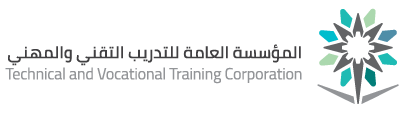 المؤسسة العامة للتدريب التقني والمهني
Technical and Vocational Training Corporation